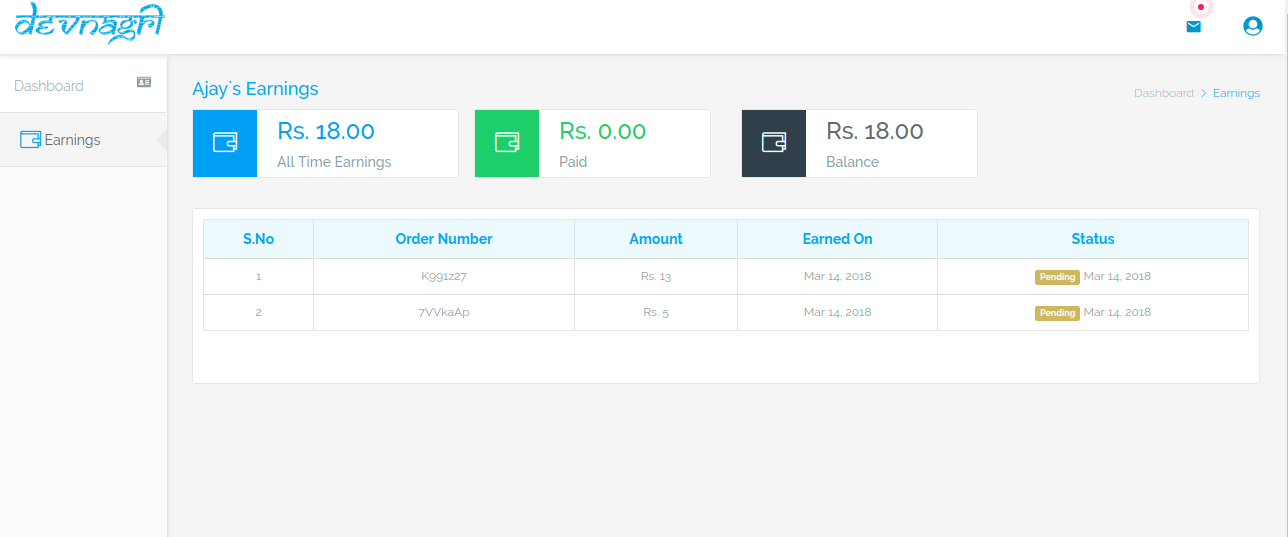 devnagri
Dashboard
Earnings
Ajay`s Earnings
Dashboard > Earnings
Rs. 18.00
All Time Earnings
Rs. 0.00
Paid
Rs. 18.00
Balance
S.No Order Number Amount Earned On Status
1 K991z27 Rs. 13 Mar 14, 2018 Pending Mar 14, 2018
2 7VVkaAp Rs. 5 Mar 14, 2018 Pending Mar 14, 2018